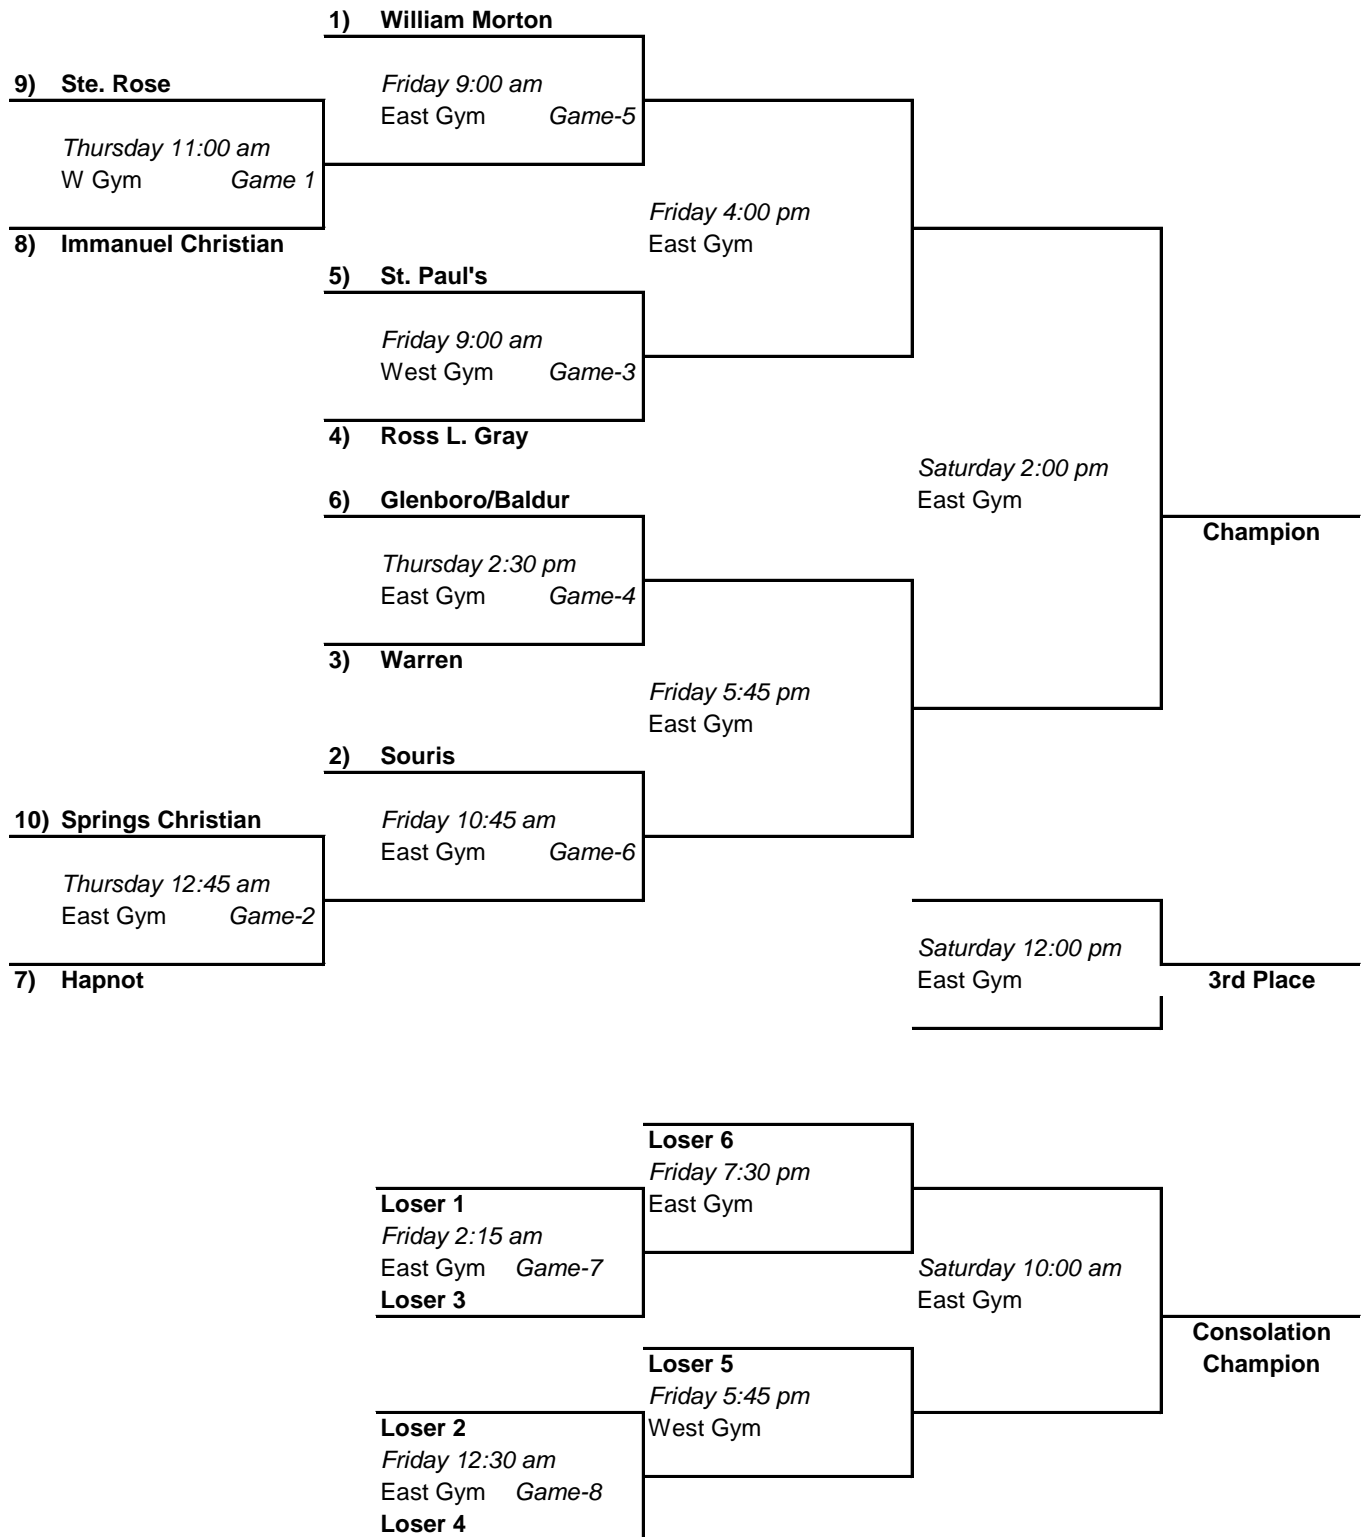 1) William Morton
9) Ste. Rose
Friday 9:00 am
East Gym Game-5
Thursday 11:00 am
W Gym Game 1
Friday 4:00 pm
East Gym
8) Immanuel Christian
5) St. Paul's
Friday 9:00 am
West Gym Game-3
4) Ross L. Gray
Saturday 2:00 pm
East Gym
6) Glenboro/Baldur
Champion
Thursday 2:30 pm
East Gym Game-4
3) Warren
Friday 5:45 pm
East Gym
2) Souris
10) Springs Christian
Friday 10:45 am
East Gym Game-6
Thursday 12:45 am
East Gym Game-2
Saturday 12:00 pm
East Gym
7) Hapnot
3rd Place
Loser 6
Friday 7:30 pm
East Gym
Loser 1
Friday 2:15 am
East Gym Game-7
Loser 3
Saturday 10:00 am
East Gym
Consolation
Champion
Loser 5
Friday 5:45 pm
West Gym
Loser 2
Friday 12:30 am
East Gym Game-8
Loser 4